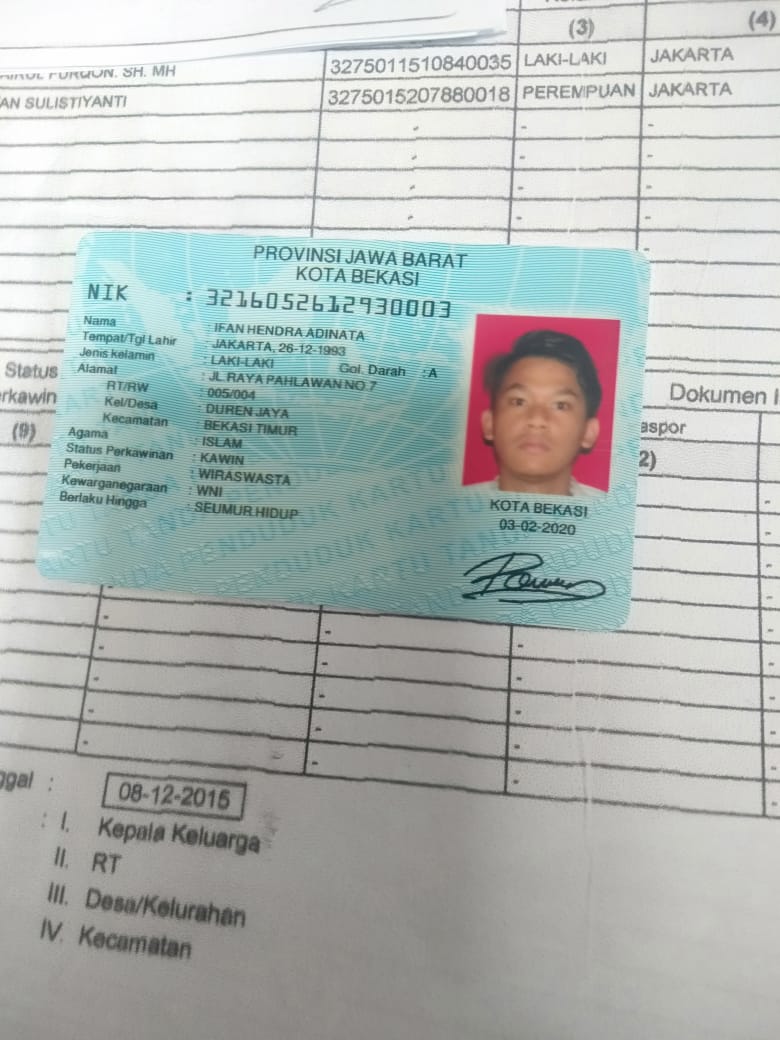 (3) (4)
FURQON. SH. MH 3275011510840035 LAKI-LAKI JAKARTA
AN SULISTIYANTI 3275015207880018 PEREMPUAN JAKARTA
PROVINSI JAWA BARAT
KOTA BEKASI
NIK : 3216052612930003
Nama : IFAN HENDRA ADINATA
Tempat/Tgl Lahir : JAKARTA, 26-12-1993
Jenis kelamin : LAKI-LAKI Gol. Darah : A
Alamat : JL.RAYA PAHLAWAN NO.7
RT/RW : 005/004
Kel/Desa : DUREN JAYA
Kecamatan : BEKASI TIMUR
Agama : ISLAM
Status Perkawinan : KAWIN
Pekerjaan : WIRASWASTA
Kewarganegaraan : WNI
Berlaku Hingga : SEUMUR HIDUP
KOTA BEKASI
03-02-2020
Status
rkawin
(9)
Dokumen I
aspor
2)
ggal : 08-12-2015
: I. Kepala Keluarga
II. RT
III. Desa/Kelurahan
IV. Kecamatan